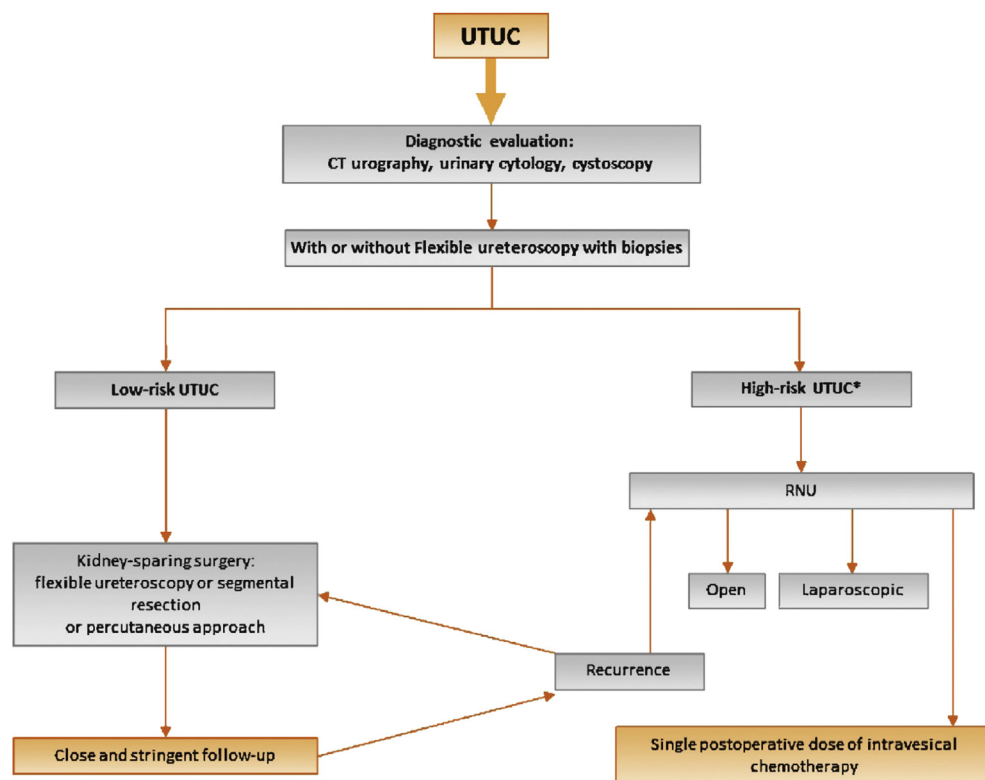 UTUC
Diagnostic evaluation:
CT urography, urinary cytology, cystoscopy
With or without Flexible ureteroscopy with biopsies
Low-risk UTUC
High-risk UTUC*
RNU
Kidney-sparing surgery:
flexible ureteroscopy or segmental
resection
or percutaneous approach
Open
Laparoscopic
Recurrence
Close and stringent follow-up
Single postoperative dose of intravesical
chemotherapy